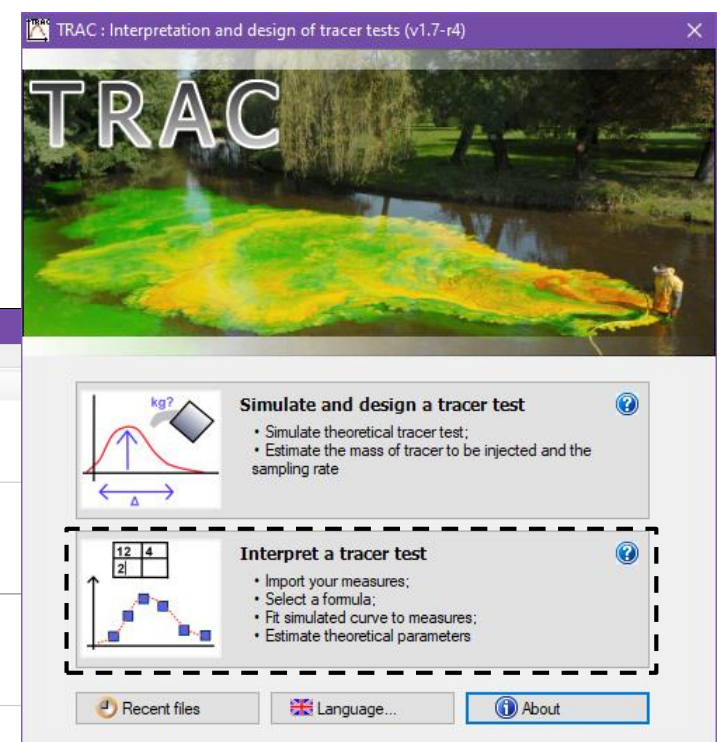 TRAC : Interpretation and design of tracer tests (v1.7-r4)
TRAC
kg?
Δ
Simulate and design a tracer test
• Simulate theoretical tracer test;
• Estimate the mass of tracer to be injected and the
sampling rate
12 4
2
Interpret a tracer test
• Import your measures;
• Select a formula;
• Fit simulated curve to measures;
• Estimate theoretical parameters
Recent files
Language...
About